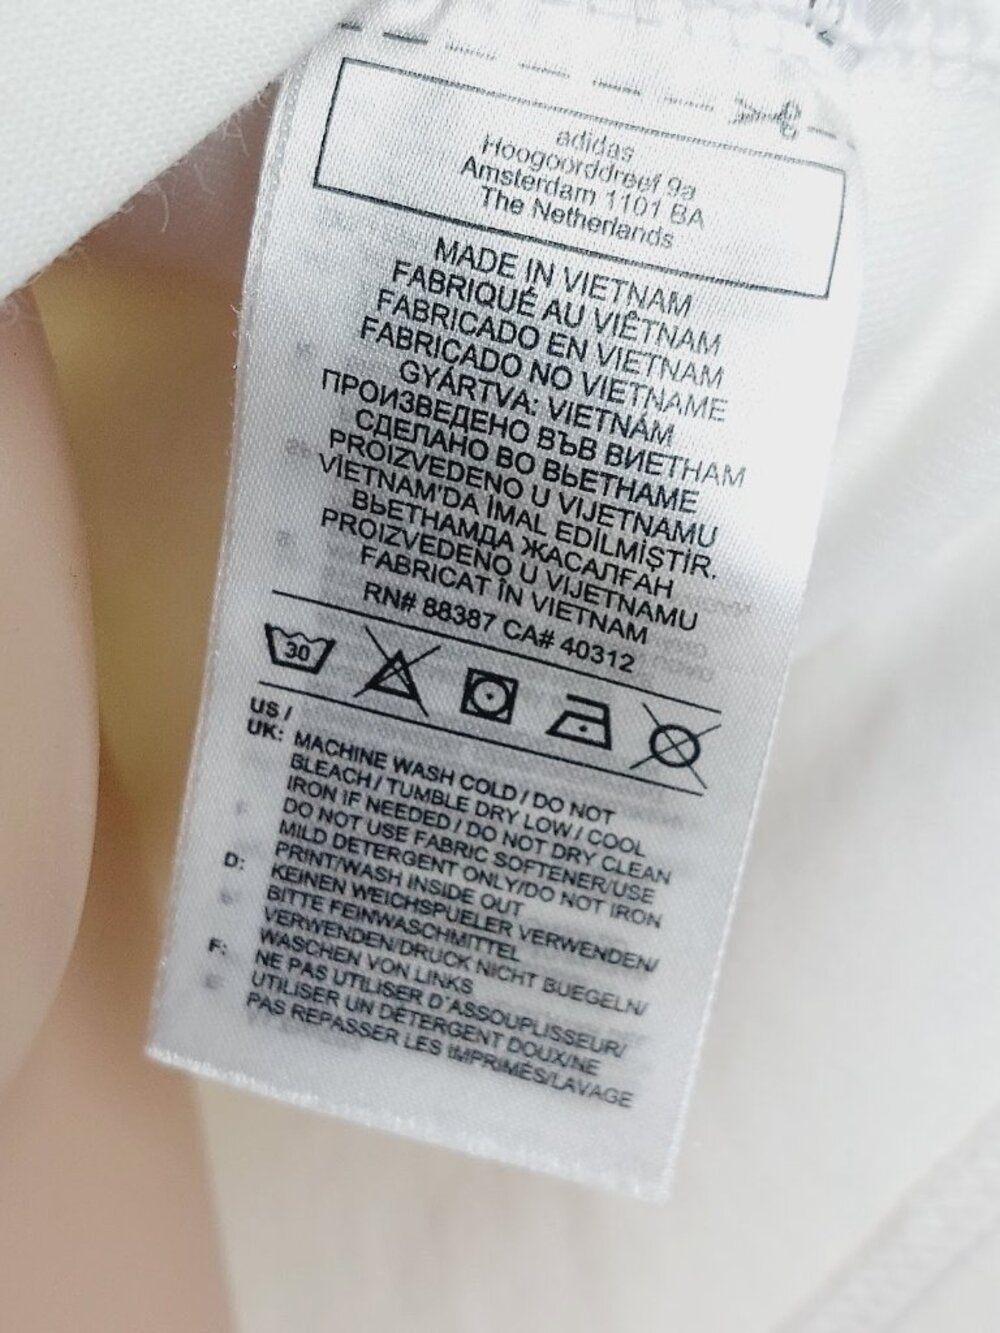 adidas
Hoogoorddreef 9a
Amsterdam 1101 BA
The Netherlands
MADE IN VIETNAM
FABRIQUÉ AU VIÊTNAM
FABRICADO EN VIETNAM
FABRICADO NO VIETNAME
GYÁRTVA: VIETNÁM
ПРОИЗВЕДЕНО ВЪВ ВИЕТНАМ
СДЕЛАНО ВО ВЬЕТНАМЕ
PROIZVEDENO U VIJETNAMU
VİETNAM'DA İMAL EDİLMİŞTİR.
ВЬЕТНАМДА ЖАСАЛҒАН
PROIZVEDENO U VIJETNAMU
FABRICAT ÎN VIETNAM
RN# 88387 CA# 40312
30
US /
UK: MACHINE WASH COLD / DO NOT
BLEACH / TUMBLE DRY LOW / COOL
IRON IF NEEDED / DO NOT DRY CLEAN
DO NOT USE FABRIC SOFTENER/USE
MILD DETERGENT ONLY/DO NOT IRON
PRINT/WASH INSIDE OUT
D: KEINEN WEICHSPUELER VERWENDEN/
BITTE FEINWASCHMITTEL
VERWENDEN/DRUCK NICHT BUEGELN/
WASCHEN VON LINKS
F: NE PAS UTILISER D'ASSOUPLISSEUR/
UTILISER UN DÉTERGENT DOUX/NE
PAS REPASSER LES IMPRIMÉS/LAVAGE